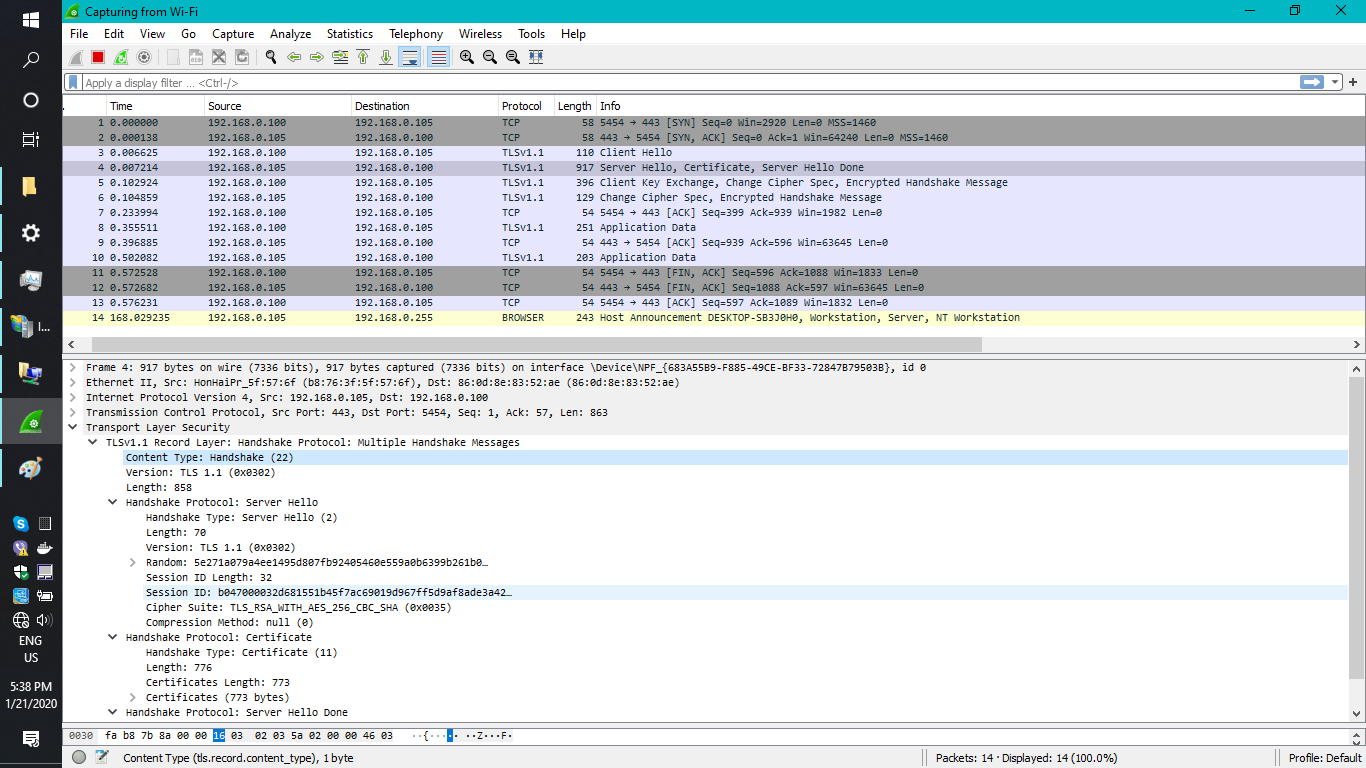 Capturing from Wi-Fi
File Edit View Go Capture Analyze Statistics Telephony Wireless Tools Help
Apply a display filter ... <Ctrl-/>
Time Source Destination Protocol Length Info
1 0.000000 192.168.0.100 192.168.0.105 TCP 58 5454 → 443 [SYN] Seq=0 Win=2920 Len=0 MSS=1460
2 0.000138 192.168.0.105 192.168.0.100 TCP 58 443 → 5454 [SYN, ACK] Seq=0 Ack=1 Win=64240 Len=0 MSS=1460
3 0.006625 192.168.0.100 192.168.0.105 TLSv1.1 110 Client Hello
4 0.007214 192.168.0.105 192.168.0.100 TLSv1.1 917 Server Hello, Certificate, Server Hello Done
5 0.102924 192.168.0.100 192.168.0.105 TLSv1.1 396 Client Key Exchange, Change Cipher Spec, Encrypted Handshake Message
6 0.104859 192.168.0.105 192.168.0.100 TLSv1.1 129 Change Cipher Spec, Encrypted Handshake Message
7 0.233994 192.168.0.100 192.168.0.105 TCP 54 5454 → 443 [ACK] Seq=399 Ack=939 Win=1982 Len=0
8 0.355511 192.168.0.100 192.168.0.105 TLSv1.1 251 Application Data
9 0.396885 192.168.0.105 192.168.0.100 TCP 54 443 → 5454 [ACK] Seq=939 Ack=596 Win=63645 Len=0
10 0.502082 192.168.0.105 192.168.0.100 TLSv1.1 203 Application Data
11 0.572528 192.168.0.100 192.168.0.105 TCP 54 5454 → 443 [FIN, ACK] Seq=596 Ack=1088 Win=1833 Len=0
12 0.572682 192.168.0.105 192.168.0.100 TCP 54 443 → 5454 [FIN, ACK] Seq=1088 Ack=597 Win=63645 Len=0
13 0.576231 192.168.0.100 192.168.0.105 TCP 54 5454 → 443 [ACK] Seq=597 Ack=1089 Win=1832 Len=0
14 168.029235 192.168.0.105 192.168.0.255 BROWSER 243 Host Announcement DESKTOP-SB3J0H0, Workstation, Server, NT Workstation
Frame 4: 917 bytes on wire (7336 bits), 917 bytes captured (7336 bits) on interface \Device\NPF_{683A55B9-F885-49CE-BF33-72847B79503B}, id 0
Ethernet II, Src: HonHaiPr_5f:57:6f (b8:76:3f:5f:57:6f), Dst: 86:0d:8e:83:52:ae (86:0d:8e:83:52:ae)
Internet Protocol Version 4, Src: 192.168.0.105, Dst: 192.168.0.100
Transmission Control Protocol, Src Port: 443, Dst Port: 5454, Seq: 1, Ack: 57, Len: 863
Transport Layer Security
TLSv1.1 Record Layer: Handshake Protocol: Multiple Handshake Messages
Content Type: Handshake (22)
Version: TLS 1.1 (0x0302)
Length: 858
Handshake Protocol: Server Hello
Handshake Type: Server Hello (2)
Length: 70
Version: TLS 1.1 (0x0302)
Random: 5e271a079a4ee1495d807fb92405460e559a0b6399b261b0…
Session ID Length: 32
Session ID: b047000032d681551b45f7ac69019d967ff5d9af8ade3a42…
Cipher Suite: TLS_RSA_WITH_AES_256_CBC_SHA (0x0035)
Compression Method: null (0)
Handshake Protocol: Certificate
Handshake Type: Certificate (11)
Length: 776
Certificates Length: 773
Certificates (773 bytes)
Handshake Protocol: Server Hello Done
0030 fa b8 7b 8a 00 00 16 03 02 03 5a 02 00 00 46 03 ··{····· ··Z···F·
Content Type (tls.record.content_type), 1 byte Packets: 14 · Displayed: 14 (100.0%) Profile: Default
I...
ENG
US
5:38 PM
1/21/2020